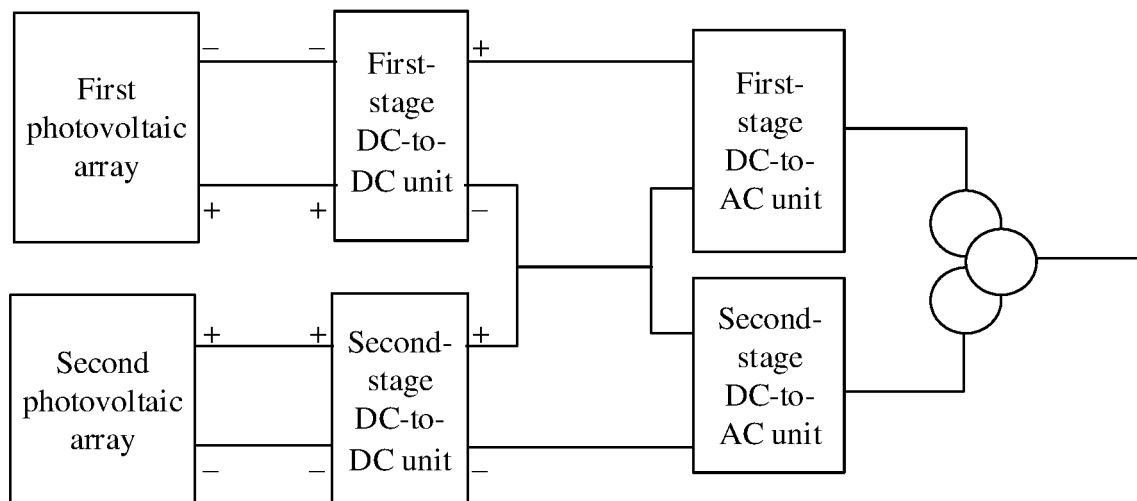 First
photovoltaic
array
−
+
−
+
First-
stage
DC-to-
DC unit
+
−
First-
stage
DC-to-
AC unit
Second
photovoltaic
array
+
−
+
−
Second-
stage
DC-to-
DC unit
+
−
Second-
stage
DC-to-
AC unit